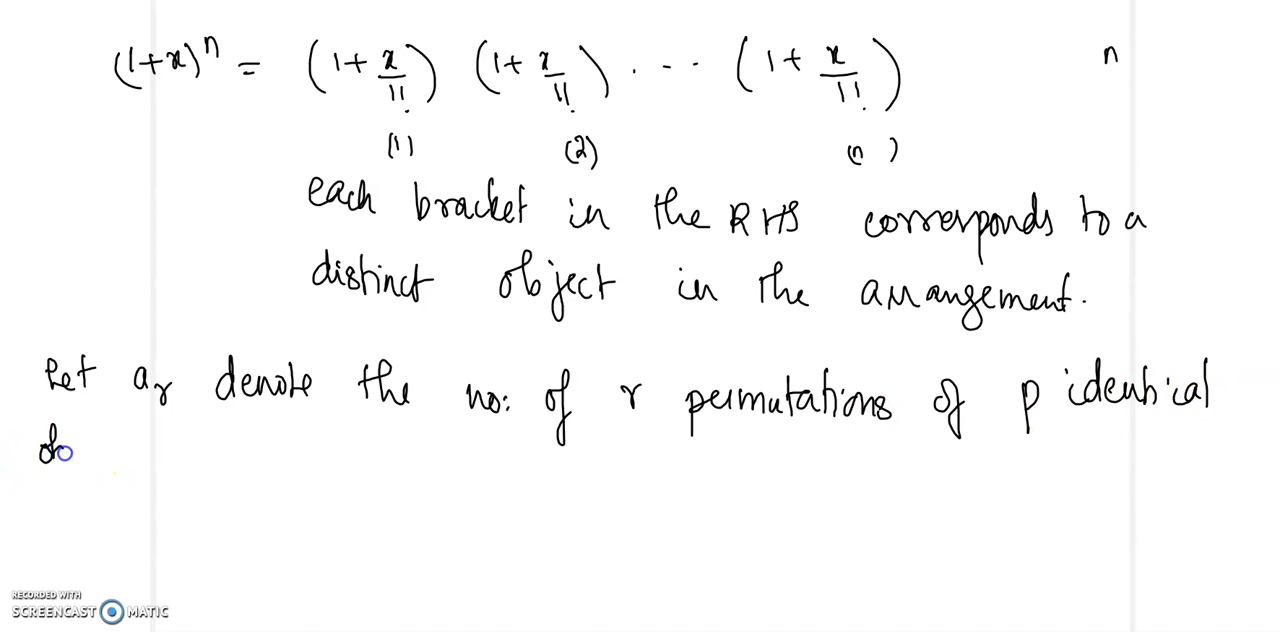 (1+x)^n = (1 + x/1!) (1 + x/1!) . - - (1 + x/1!) n
(1) (2) (n )
each bracket in the RHS corresponds to a
distinct object in the arrangement.
Let a_r denote the no: of r permutations of p identical
ob
RECORDED WITH
SCREENCAST MATIC